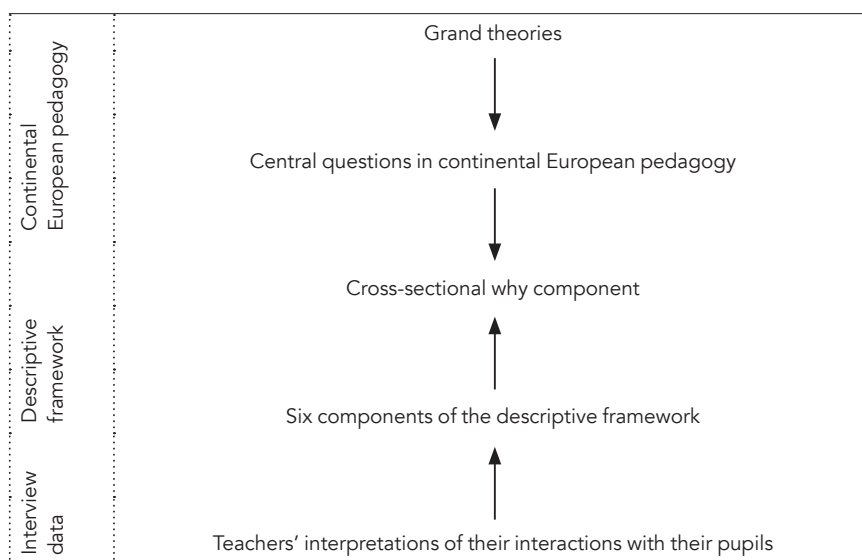 Grand theories
Continental
European pedagogy
Central questions in continental European pedagogy
Cross-sectional why component
Descriptive
framework
Six components of the descriptive framework
Interview
data
Teachers’ interpretations of their interactions with their pupils